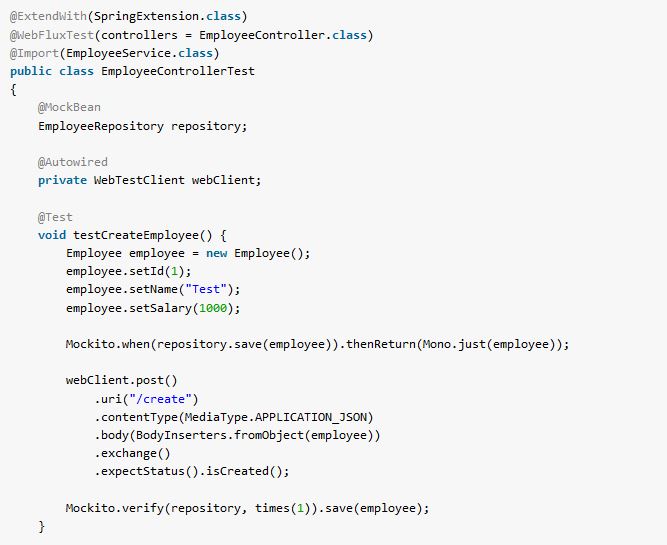 @ExtendWith(SpringExtension.class)
@WebFluxTest(controllers = EmployeeController.class)
@Import(EmployeeService.class)
public class EmployeeControllerTest
{
    @MockBean
    EmployeeRepository repository;

    @Autowired
    private WebTestClient webClient;

    @Test
    void testCreateEmployee() {
        Employee employee = new Employee();
        employee.setId(1);
        employee.setName("Test");
        employee.setSalary(1000);

        Mockito.when(repository.save(employee)).thenReturn(Mono.just(employee));

        webClient.post()
            .uri("/create")
            .contentType(MediaType.APPLICATION_JSON)
            .body(BodyInserters.fromObject(employee))
            .exchange()
            .expectStatus().isCreated();

        Mockito.verify(repository, times(1)).save(employee);
    }